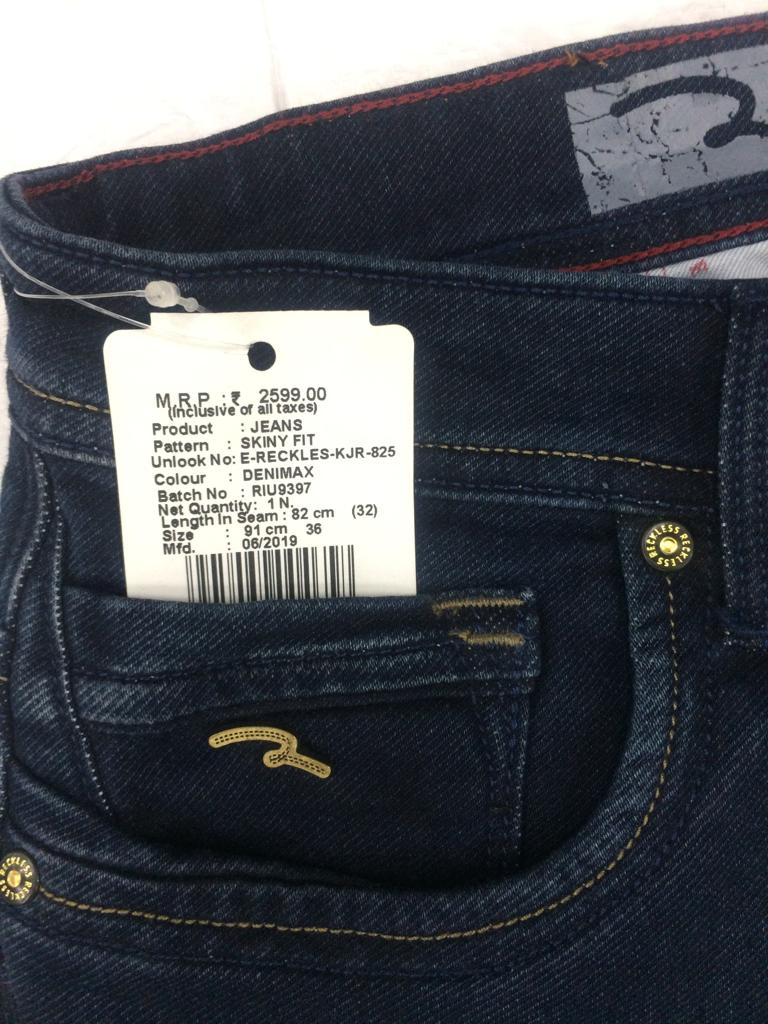 M.R.P. : ₹ 2599.00
(Inclusive of all taxes)
Product : JEANS
Pattern : SKINY FIT
Unlook No: E-RECKLES-KJR-825
Colour : DENIMAX
Batch No : RIU9397
Net Quantity: 1 N.
Length In Seam : 82 cm (32)
Size : 91 cm 36
Mfd. : 06/2019
RECKLESS RECKLESS
RECKLESS RECKLESS